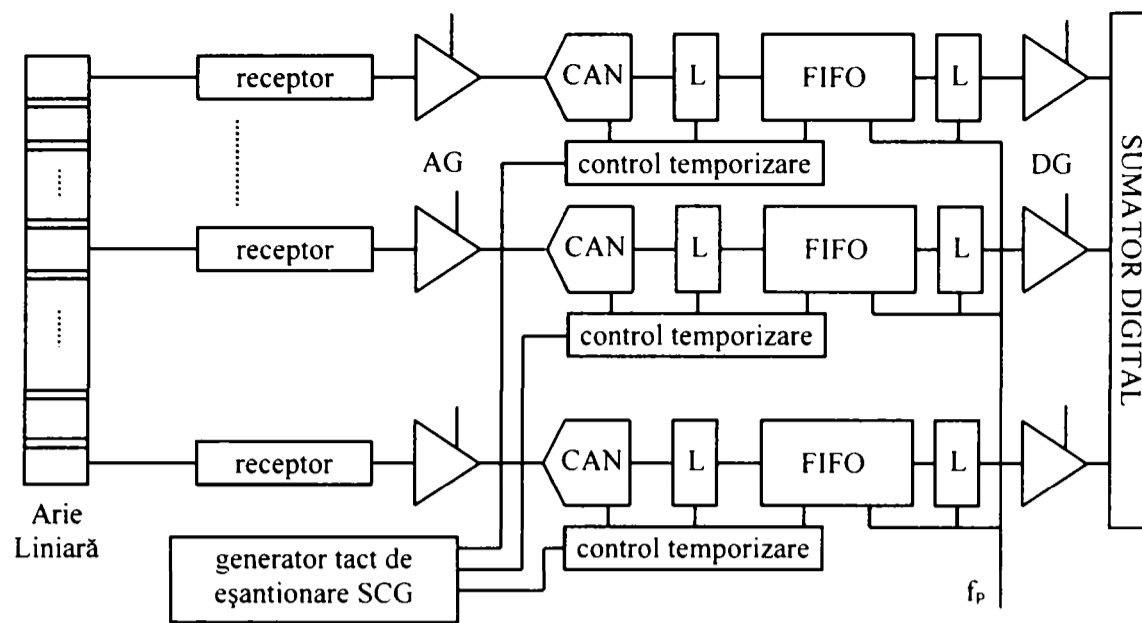 receptor
CAN
L
FIFO
L
control temporizare
AG
DG
receptor
CAN
L
FIFO
L
control temporizare
SUMATOR DIGITAL
receptor
CAN
L
FIFO
L
control temporizare
Arie
Liniară
generator tact de
eşantionare SCG
fP